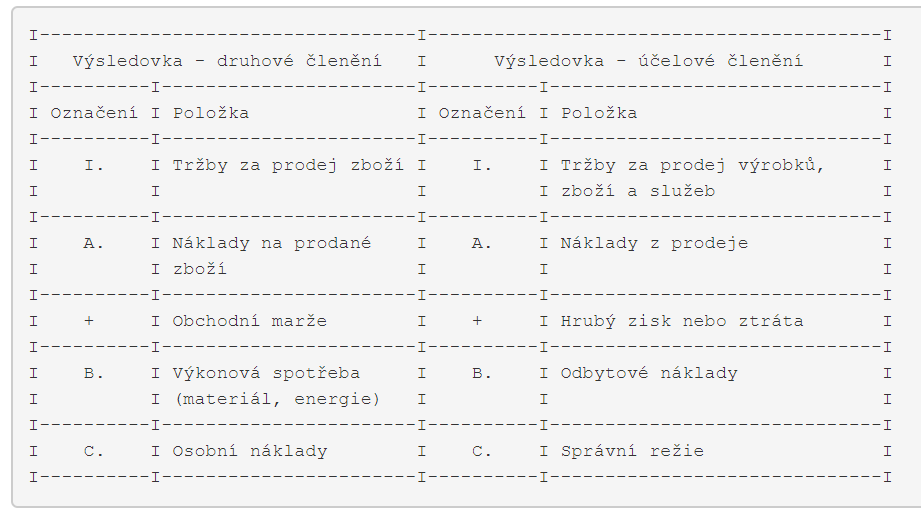 I----------------------------------I-----------------------------------------I
I   Výsledovka - druhové členění   I      Výsledovka - účelové členění       I
I----------I-----------------------I----------I------------------------------I
I Označení I Položka               I Označení I Položka                      I
I----------I-----------------------I----------I------------------------------I
I    I.    I Tržby za prodej zboží I    I.    I Tržby za prodej výrobků,     I
I          I                       I          I zboží a služeb               I
I----------I-----------------------I----------I------------------------------I
I    A.    I Náklady na prodané    I    A.    I Náklady z prodeje            I
I          I zboží                 I          I                              I
I----------I-----------------------I----------I------------------------------I
I    +     I Obchodní marže        I    +     I Hrubý zisk nebo ztráta       I
I----------I-----------------------I----------I------------------------------I
I    B.    I Výkonová spotřeba     I    B.    I Odbytové náklady             I
I          I (materiál, energie)   I          I                              I
I----------I-----------------------I----------I------------------------------I
I    C.    I Osobní náklady        I    C.    I Správní režie                I
I----------I-----------------------I----------I------------------------------I